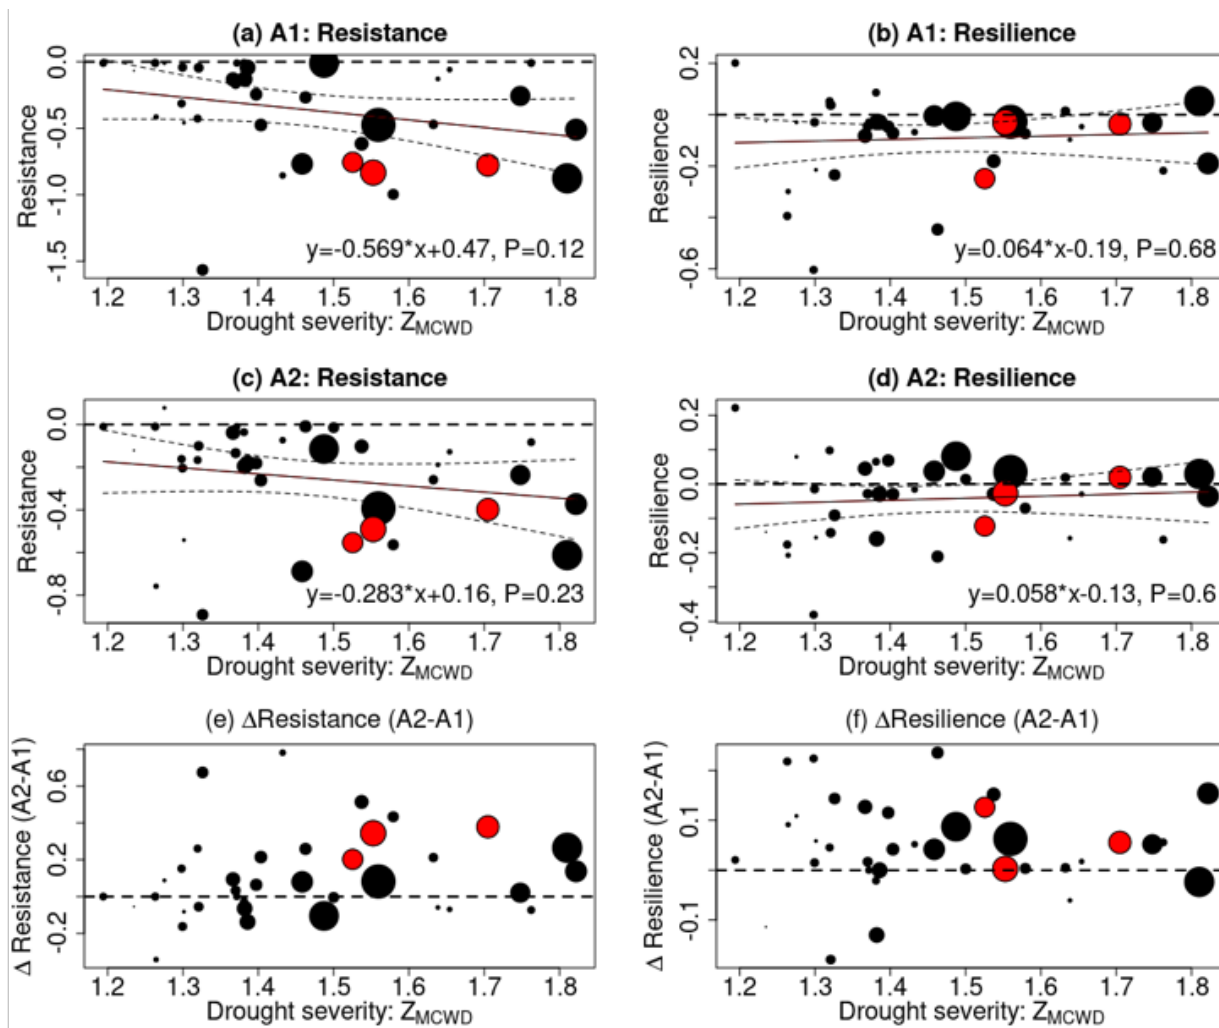 (a) A1: Resistance
Resistance
0.0
-0.5
-1.0
-1.5
y=-0.569*x+0.47, P=0.12
1.2 1.3 1.4 1.5 1.6 1.7 1.8
Drought severity: Z_MCWD
(b) A1: Resilience
Resilience
0.2
-0.2
-0.6
y=0.064*x-0.19, P=0.68
1.2 1.3 1.4 1.5 1.6 1.7 1.8
Drought severity: Z_MCWD
(c) A2: Resistance
Resistance
0.0
-0.4
-0.8
y=-0.283*x+0.16, P=0.23
1.2 1.3 1.4 1.5 1.6 1.7 1.8
Drought severity: Z_MCWD
(d) A2: Resilience
Resilience
0.2
0.0
-0.2
-0.4
y=0.058*x-0.13, P=0.6
1.2 1.3 1.4 1.5 1.6 1.7 1.8
Drought severity: Z_MCWD
(e) ΔResistance (A2-A1)
Δ Resistance (A2-A1)
0.6
0.2
-0.2
1.2 1.3 1.4 1.5 1.6 1.7 1.8
Drought severity: Z_MCWD
(f) ΔResilience (A2-A1)
Δ Resilience (A2-A1)
0.1
-0.1
1.2 1.3 1.4 1.5 1.6 1.7 1.8
Drought severity: Z_MCWD